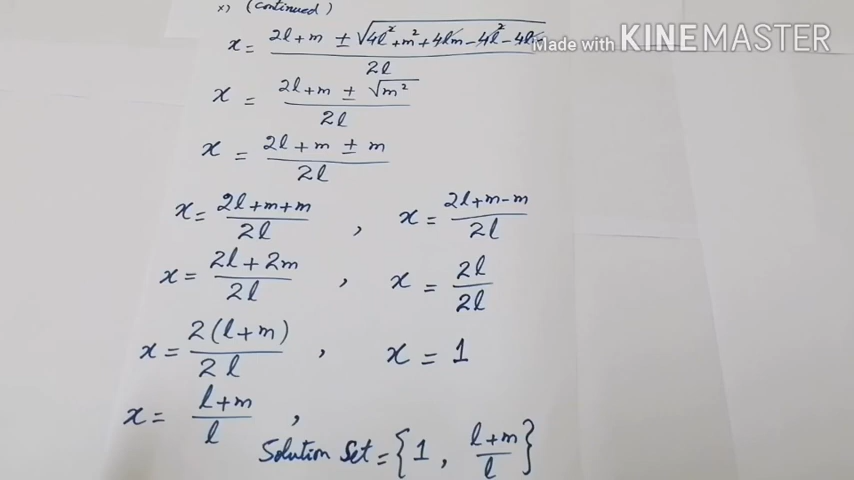 x) (continued)
x = (2l+m ± √(4l²+m²+4lm-4l²-4lm))/2l
Made with KINEMASTER
x = (2l+m ± √m²)/2l
x = (2l+m ± m)/2l
x = (2l+m+m)/2l , x = (2l+m-m)/2l
x = (2l+2m)/2l , x = 2l/2l
x = 2(l+m)/2l , x = 1
x = (l+m)/l ,
Solution Set = {1, (l+m)/l}